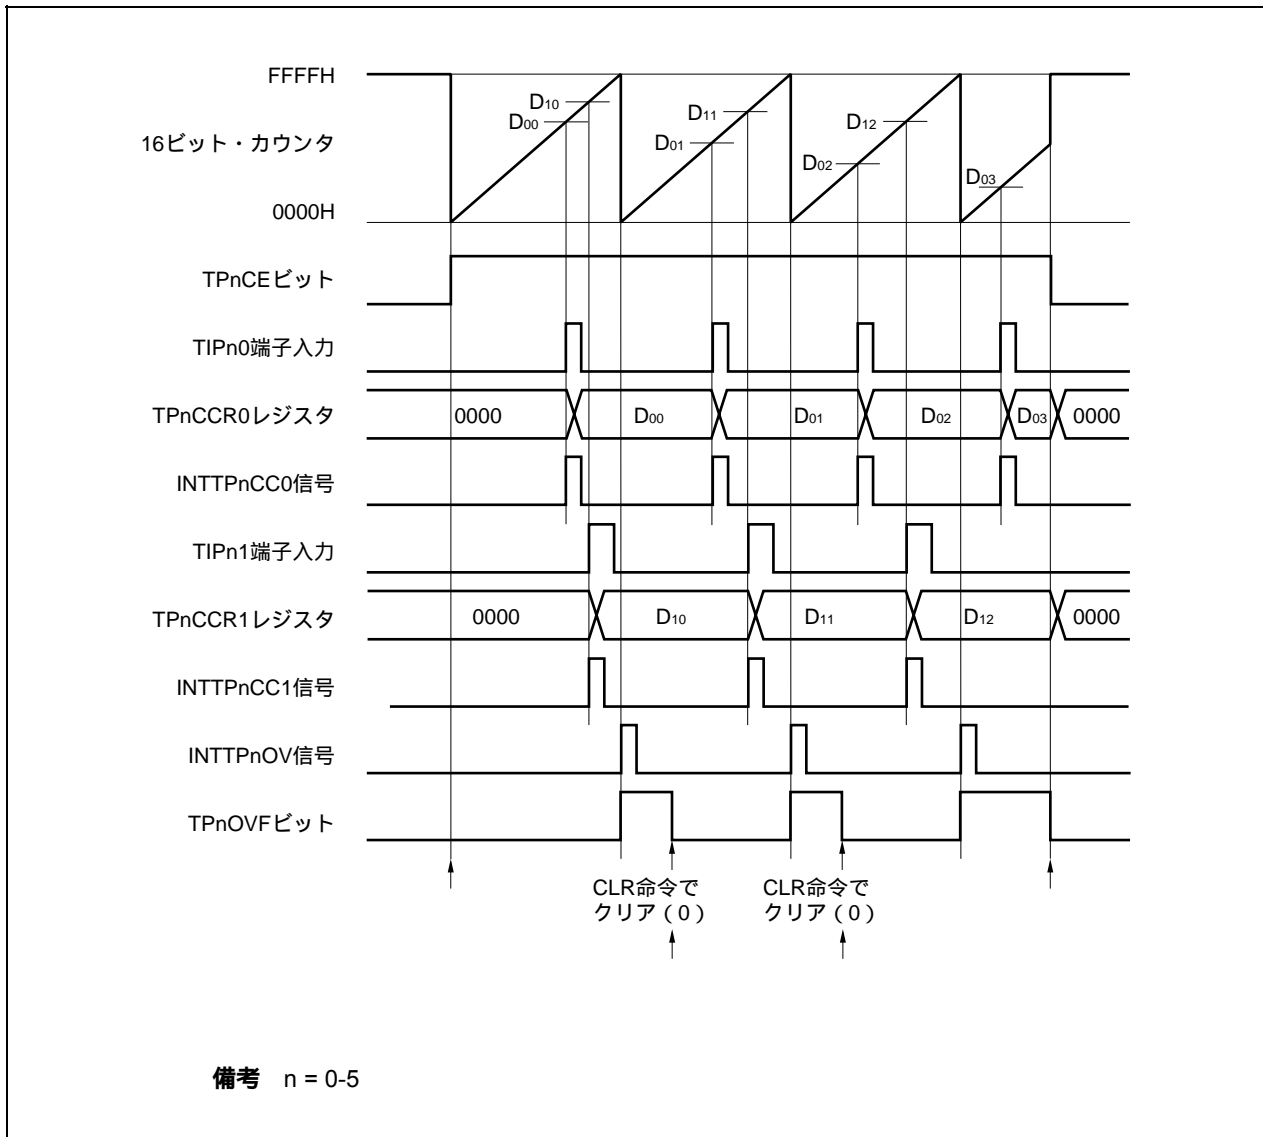 FFFFH
D10
D00
D11
D01
D12
D02
D03
16ビット・カウンタ
0000H
TPnCEビット
TIPn0端子入力
TPnCCR0レジスタ
0000
D00
D01
D02
D03
0000
INTTPnCC0信号
TIPn1端子入力
TPnCCR1レジスタ
0000
D10
D11
D12
0000
INTTPnCC1信号
INTTPnOV信号
TPnOVFビット
CLR命令で
クリア(0)
CLR命令で
クリア(0)
備考 n = 0-5